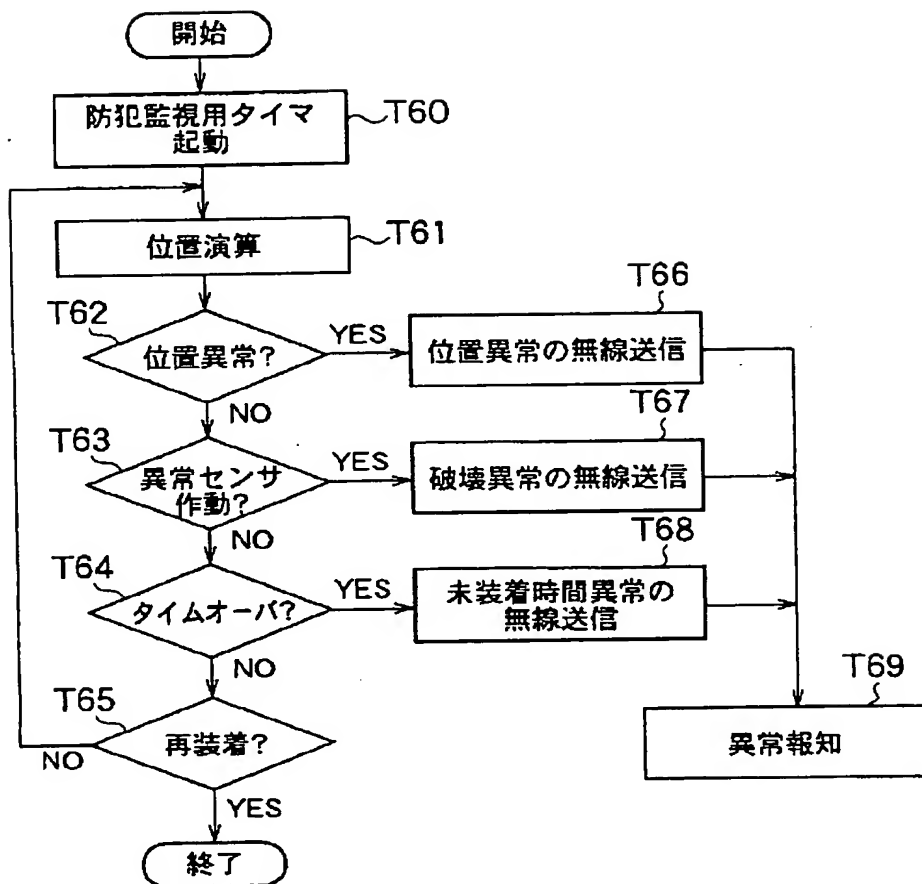 開始
防犯監視用タイマ
起動
T60
位置演算
T61
T62
位置異常?
YES
NO
T66
位置異常の無線送信
T63
異常センサ
作動?
YES
NO
T67
破壊異常の無線送信
T64
タイムオーバ?
YES
NO
T68
未装着時間異常の
無線送信
T65
再装着?
NO
YES
T69
異常報知
終了